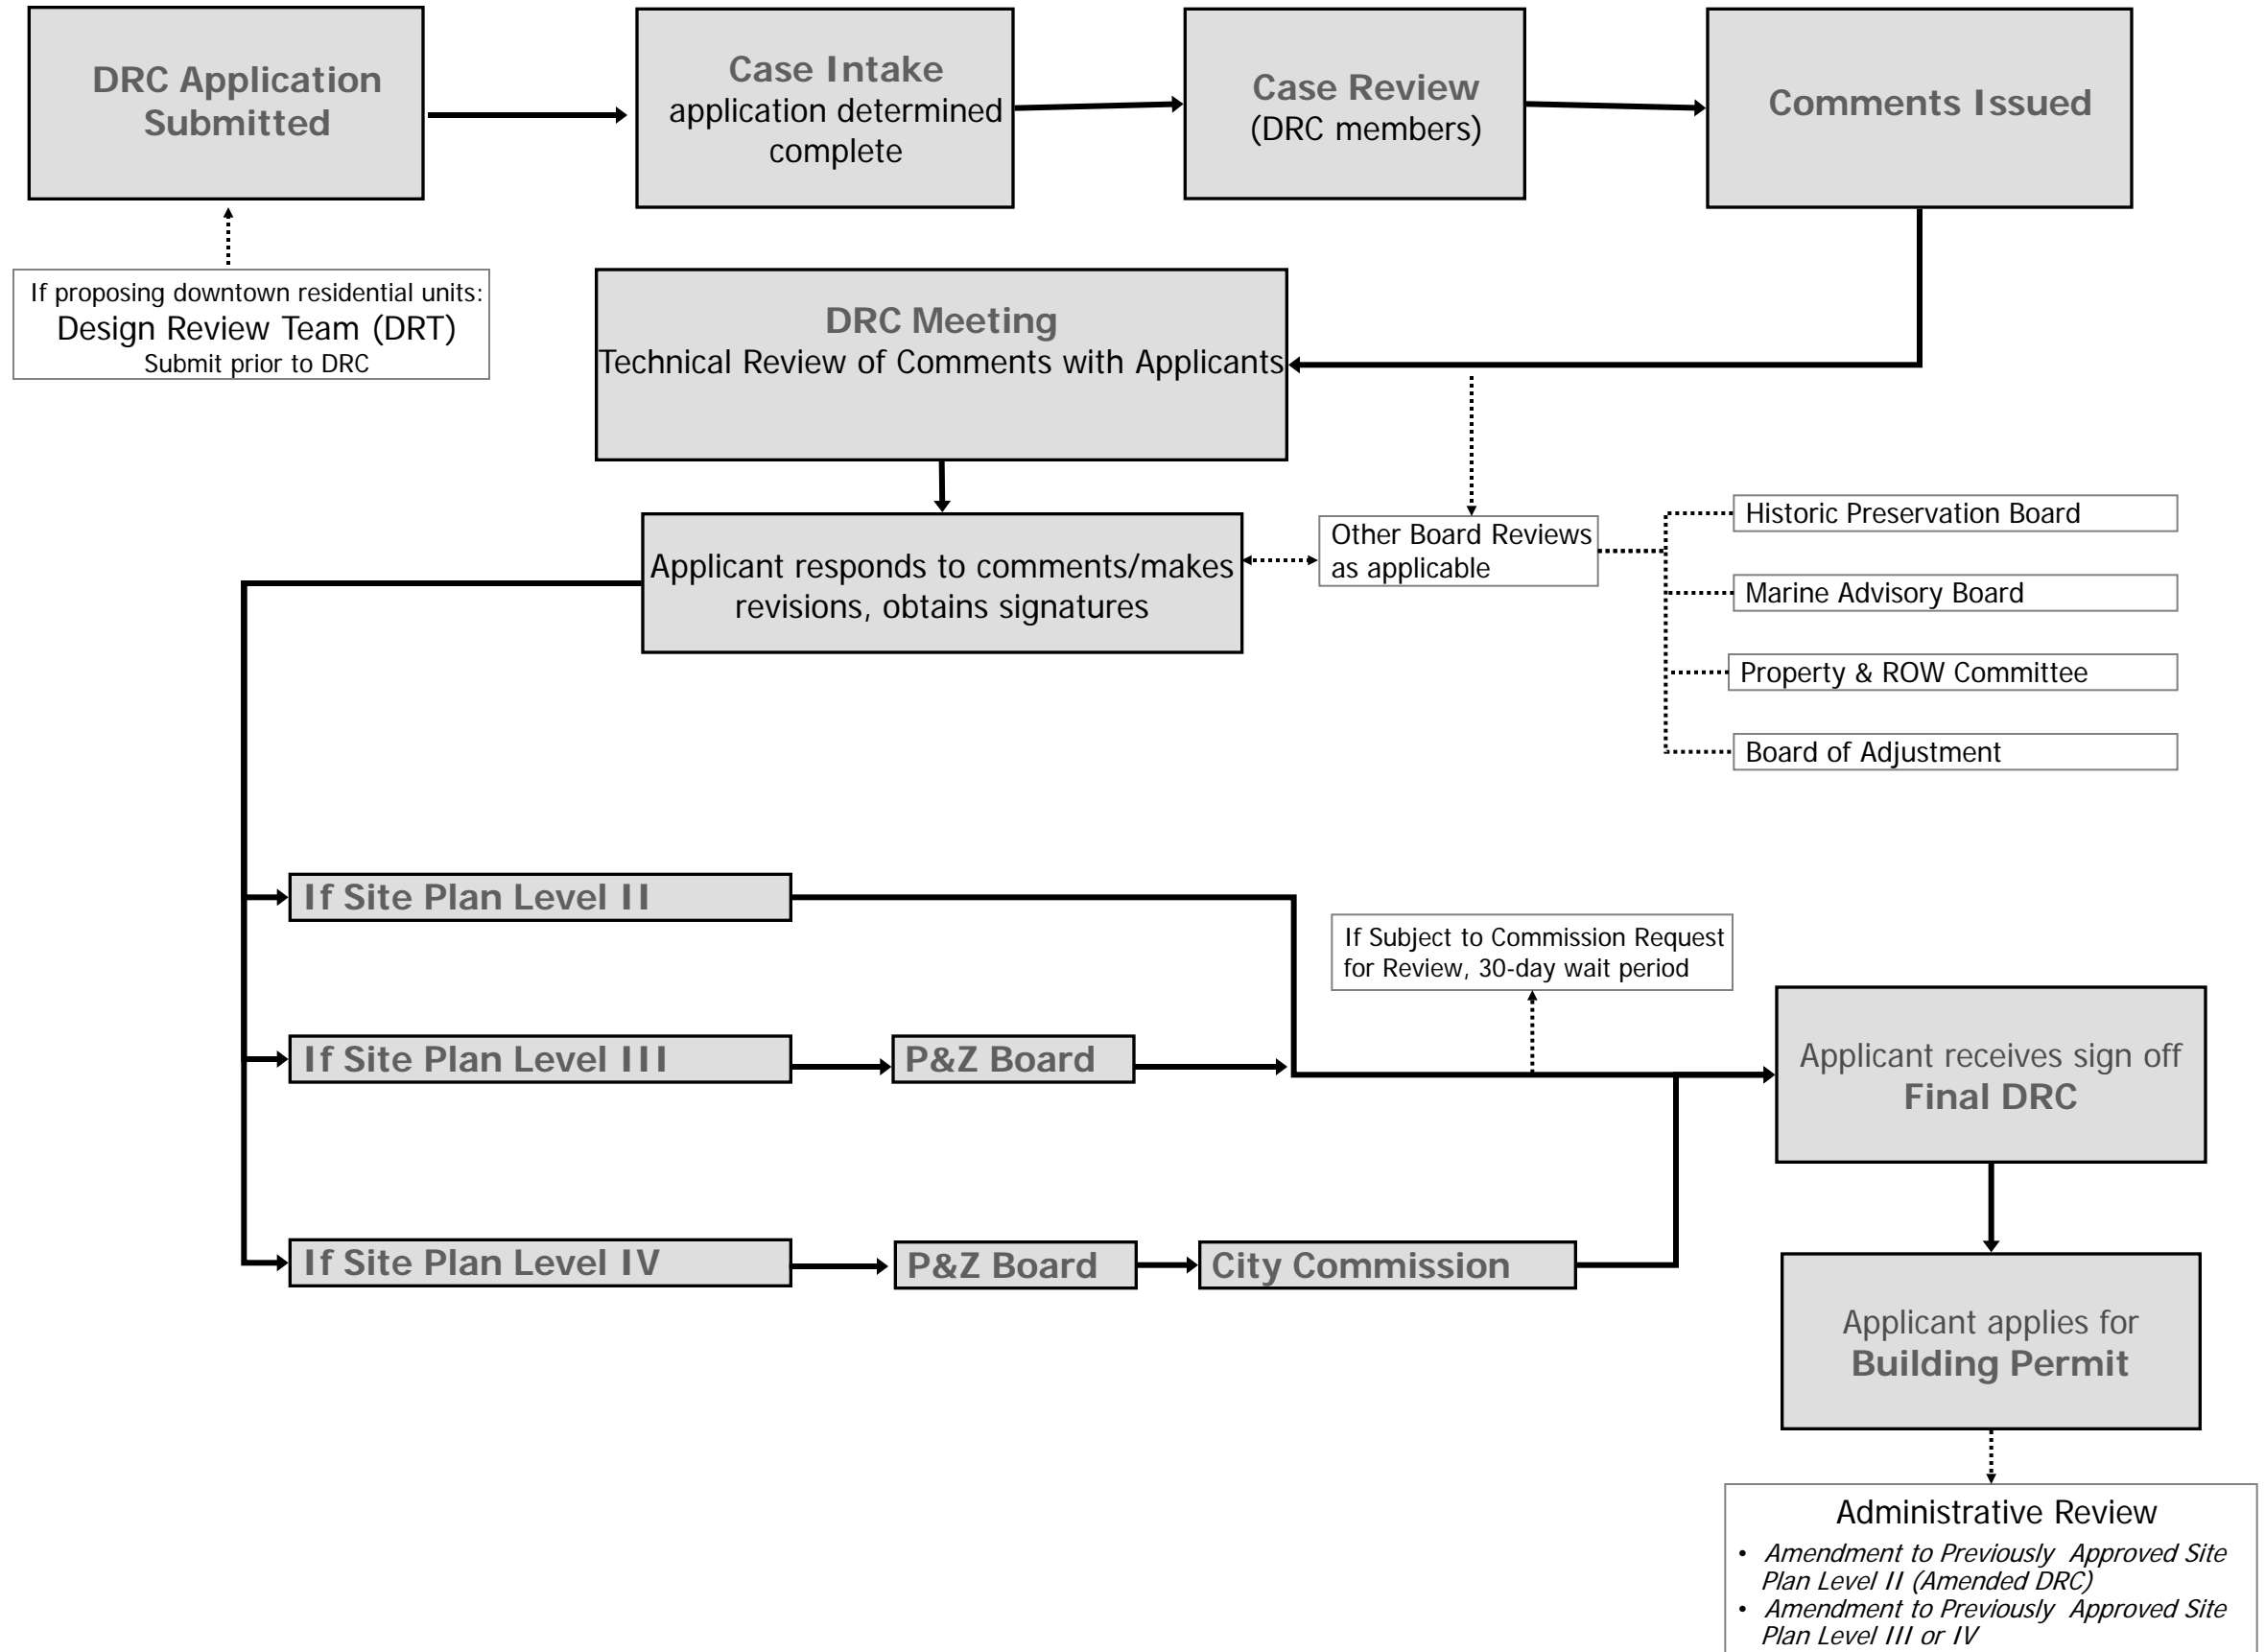 DRC Application
Submitted
Case Intake
application determined
complete
Case Review
(DRC members)
Comments Issued
If proposing downtown residential units:
Design Review Team (DRT)
Submit prior to DRC
DRC Meeting
Technical Review of Comments with Applicants
Applicant responds to comments/makes
revisions, obtains signatures
Other Board Reviews
as applicable
Historic Preservation Board
Marine Advisory Board
Property & ROW Committee
Board of Adjustment
If Site Plan Level II
If Subject to Commission Request
for Review, 30-day wait period
If Site Plan Level III
P&Z Board
Applicant receives sign off
Final DRC
If Site Plan Level IV
P&Z Board
City Commission
Applicant applies for
Building Permit
Administrative Review
• Amendment to Previously Approved Site
Plan Level II (Amended DRC)
• Amendment to Previously Approved Site
Plan Level III or IV